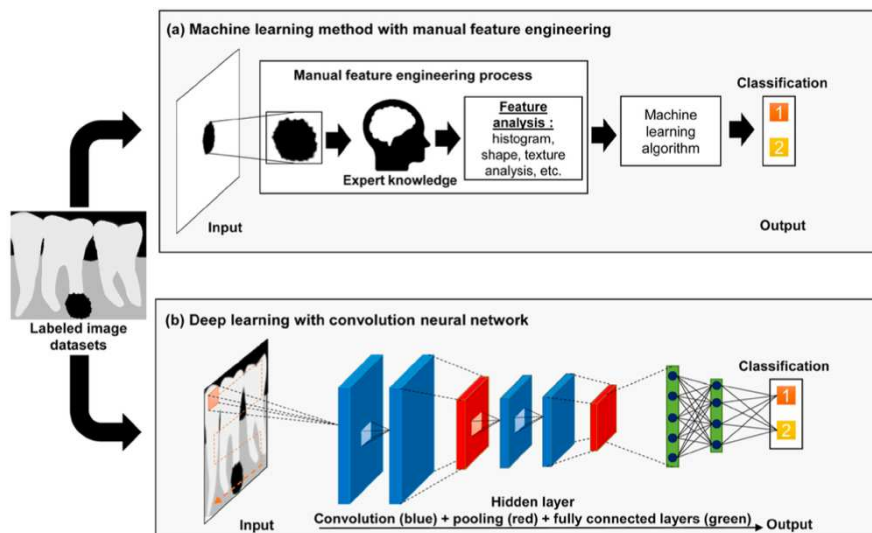 (a) Machine learning method with manual feature engineering
Manual feature engineering process
Feature
analysis :
histogram,
shape, texture
analysis, etc.
Expert knowledge
Machine
learning
algorithm
Classification
1
2
Input
Output
Labeled image
datasets
(b) Deep learning with convolution neural network
Classification
1
2
Hidden layer
Convolution (blue) + pooling (red) + fully connected layers (green)
Input
Output